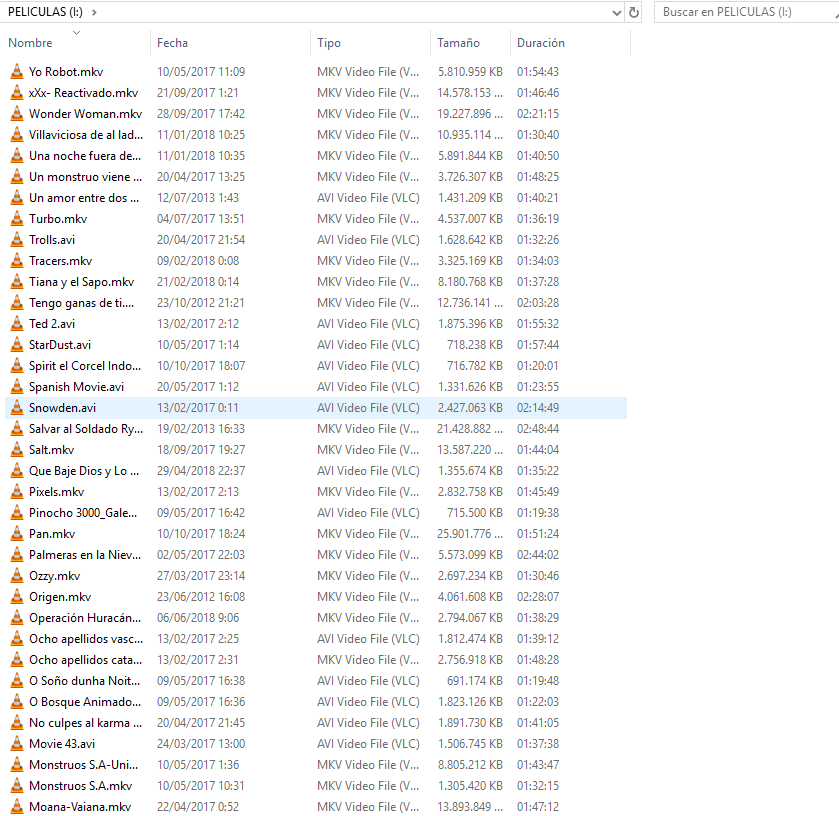 PELICULAS (I:) Buscar en PELICULAS (I:)
Nombre Fecha Tipo Tamaño Duración
Yo Robot.mkv 10/05/2017 11:09 MKV Video File (V... 5.810.959 KB 01:54:43
xXx- Reactivado.mkv 21/09/2017 1:21 MKV Video File (V... 14.578.153 ... 01:46:46
Wonder Woman.mkv 28/09/2017 17:42 MKV Video File (V... 19.227.896 ... 02:21:15
Villaviciosa de al lad... 11/01/2018 10:25 MKV Video File (V... 10.935.114 ... 01:30:40
Una noche fuera de... 11/01/2018 10:35 MKV Video File (V... 5.891.844 KB 01:40:50
Un monstruo viene ... 20/04/2017 13:25 MKV Video File (V... 3.726.307 KB 01:48:25
Un amor entre dos ... 12/07/2013 1:43 AVI Video File (VLC) 1.431.209 KB 01:40:21
Turbo.mkv 04/07/2017 13:51 MKV Video File (V... 4.537.007 KB 01:36:19
Trolls.avi 20/04/2017 21:54 AVI Video File (VLC) 1.628.642 KB 01:32:26
Tracers.mkv 09/02/2018 0:08 MKV Video File (V... 3.325.169 KB 01:34:03
Tiana y el Sapo.mkv 21/02/2018 0:14 MKV Video File (V... 8.180.768 KB 01:37:28
Tengo ganas de ti.... 23/10/2012 21:21 MKV Video File (V... 12.736.141 ... 02:03:28
Ted 2.avi 13/02/2017 2:12 AVI Video File (VLC) 1.875.396 KB 01:55:32
StarDust.avi 10/05/2017 1:14 AVI Video File (VLC) 718.238 KB 01:57:44
Spirit el Corcel Indo... 10/10/2017 18:07 AVI Video File (VLC) 716.782 KB 01:20:01
Spanish Movie.avi 20/05/2017 1:12 AVI Video File (VLC) 1.331.626 KB 01:23:55
Snowden.avi 13/02/2017 0:11 AVI Video File (VLC) 2.427.063 KB 02:14:49
Salvar al Soldado Ry... 19/02/2013 16:33 MKV Video File (V... 21.428.882 ... 02:48:44
Salt.mkv 18/09/2017 19:27 MKV Video File (V... 13.587.220 ... 01:44:04
Que Baje Dios y Lo ... 29/04/2018 22:37 AVI Video File (VLC) 1.355.674 KB 01:35:22
Pixels.mkv 13/02/2017 2:13 MKV Video File (V... 2.832.758 KB 01:45:49
Pinocho 3000_Gale... 09/05/2017 16:42 AVI Video File (VLC) 715.500 KB 01:19:38
Pan.mkv 10/10/2017 18:24 MKV Video File (V... 25.901.776 ... 01:51:24
Palmeras en la Niev... 02/05/2017 22:03 MKV Video File (V... 5.573.099 KB 02:44:02
Ozzy.mkv 27/03/2017 23:14 MKV Video File (V... 2.697.234 KB 01:30:46
Origen.mkv 23/06/2012 16:08 MKV Video File (V... 4.061.608 KB 02:28:07
Operación Huracán... 06/06/2018 9:06 MKV Video File (V... 2.794.067 KB 01:38:29
Ocho apellidos vasc... 13/02/2017 2:25 AVI Video File (VLC) 1.812.474 KB 01:39:12
Ocho apellidos cata... 13/02/2017 2:31 MKV Video File (V... 2.756.918 KB 01:48:28
O Soño dunha Noit... 09/05/2017 16:38 AVI Video File (VLC) 691.174 KB 01:19:48
O Bosque Animado... 09/05/2017 16:36 AVI Video File (VLC) 1.823.126 KB 01:22:03
No culpes al karma ... 20/04/2017 21:45 AVI Video File (VLC) 1.891.730 KB 01:41:05
Movie 43.avi 24/03/2017 13:00 AVI Video File (VLC) 1.506.745 KB 01:37:38
Monstruos S.A-Uni... 10/05/2017 1:36 MKV Video File (V... 8.805.212 KB 01:43:47
Monstruos S.A.mkv 10/05/2017 10:31 MKV Video File (V... 1.305.420 KB 01:32:15
Moana-Vaiana.mkv 22/04/2017 0:52 MKV Video File (V... 13.893.849 ... 01:47:12